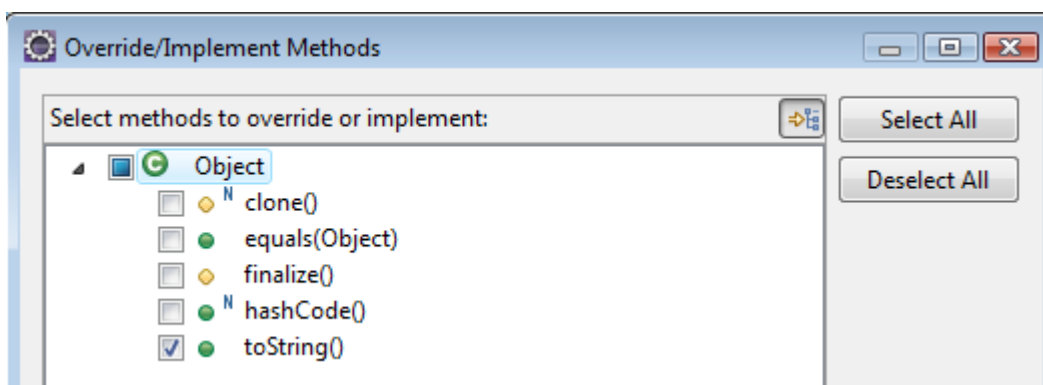 Override/Implement Methods
Select methods to override or implement:
Select All
Deselect All
C Object
N clone()
equals(Object)
finalize()
N hashCode()
toString()